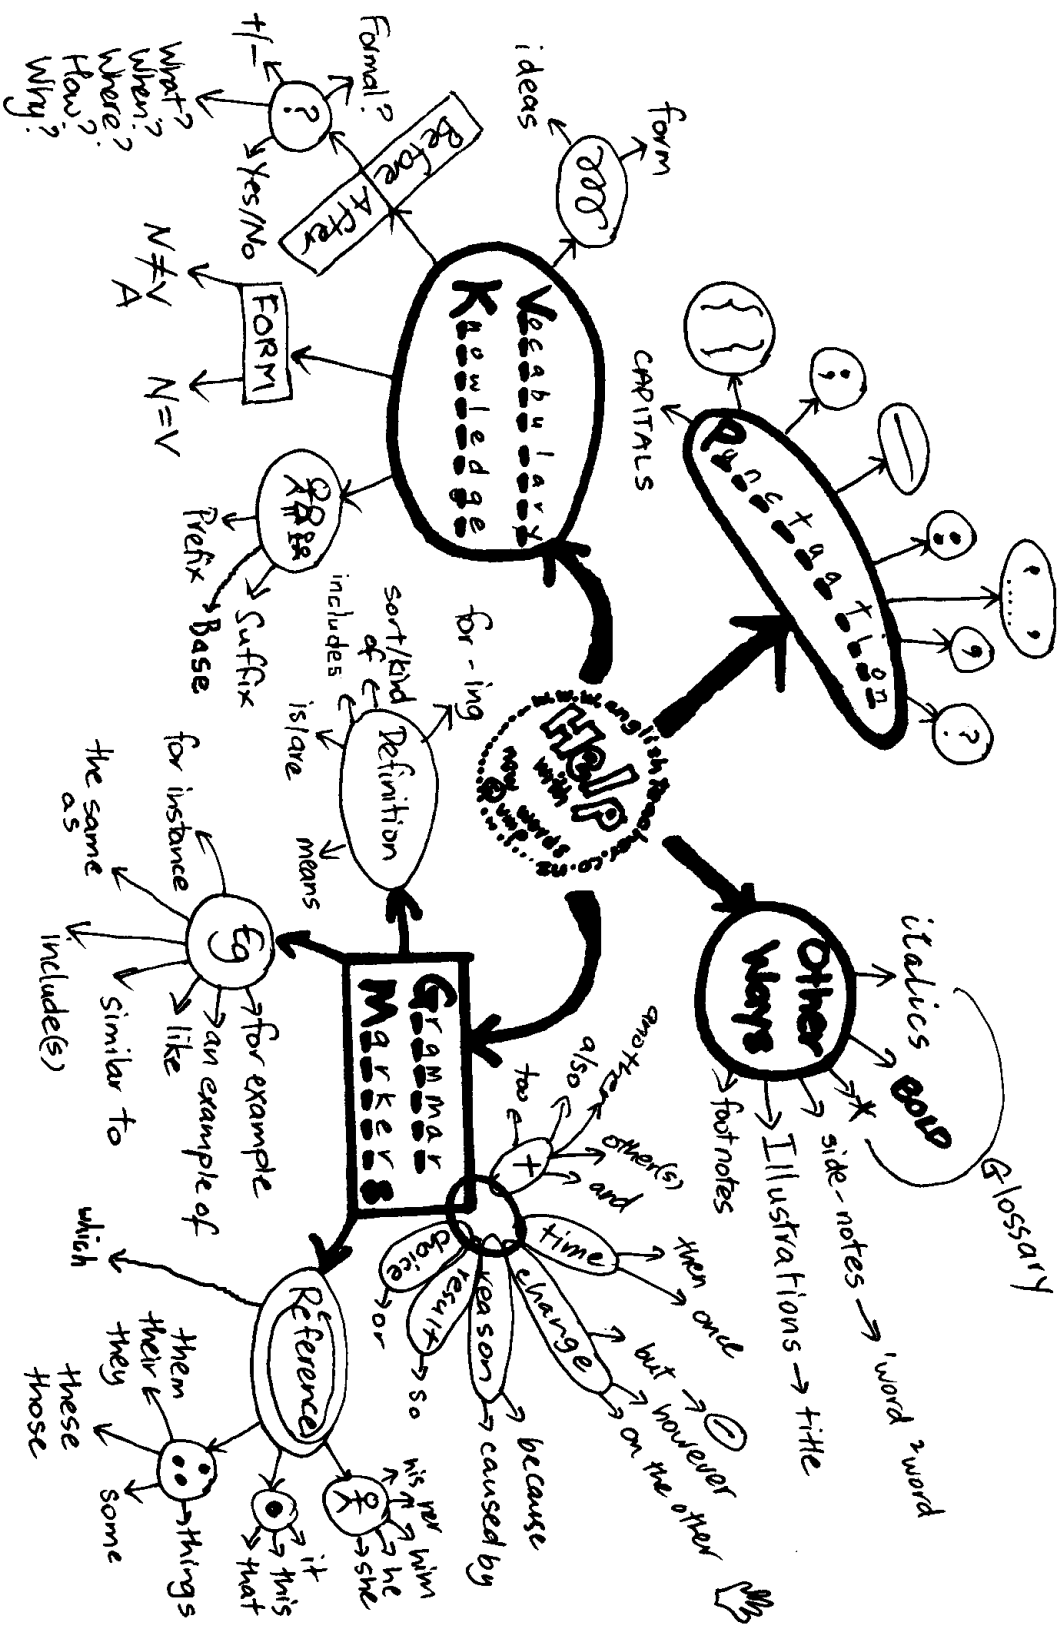 www.englishteacher.co.nz
HelP
with
new words
Vocabulary
Knowledge
form
ideas
Before
After
?
Formal?
+/–
What?
When?
Where?
How?
Why?
Yes/No
FORM
N≠V
A
N=V
Prefix
Base
Suffix
Punctuation
CAPITALS
( )
;
—
:
' ...... '
,
?
Other
Ways
italics
BOLD
Glossary
*
side-notes → 'word ² word
Illustrations → title
footnotes
Grammar
Markers
Definition
for -ing
sort/kind
of
includes
is/are
means
Eg
for instance
the same
as
include(s)
similar to
like
an example of
for example
+
too
also
another
other(s)
and
time
then
once
change
but
however
on the other
reason
because
caused by
result
so
choice
or
Reference
which
them
their
they
these
those
some
things
it
this
that
his
her
him
he
she